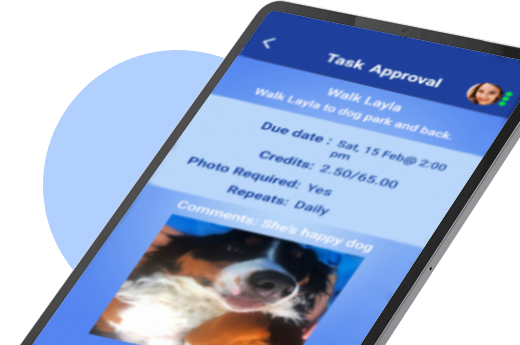 Task Approval
Walk Layla
Walk Layla to dog park and back.
Due date : Sat, 15 Feb@ 2:00
pm
Credits: 2.50/65.00
Photo Required: Yes
Repeats: Daily
Comments: She's happy dog